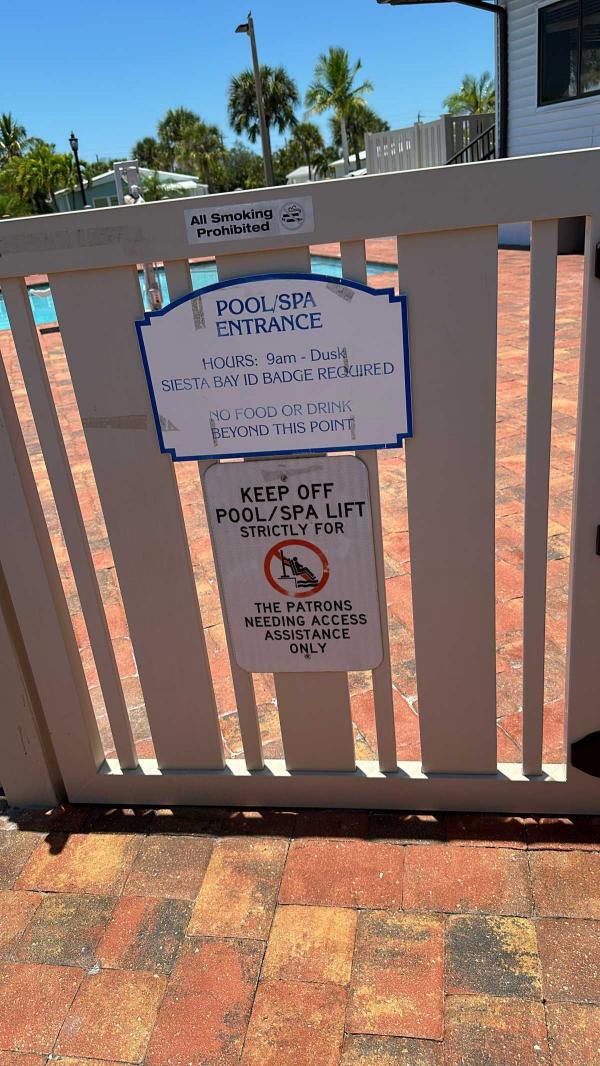 All Smoking
Prohibited
POOL/SPA
ENTRANCE
HOURS: 9am - Dusk
SIESTA BAY ID BADGE REQUIRED
NO FOOD OR DRINK
BEYOND THIS POINT
KEEP OFF
POOL/SPA LIFT
STRICTLY FOR
THE PATRONS
NEEDING ACCESS
ASSISTANCE
ONLY